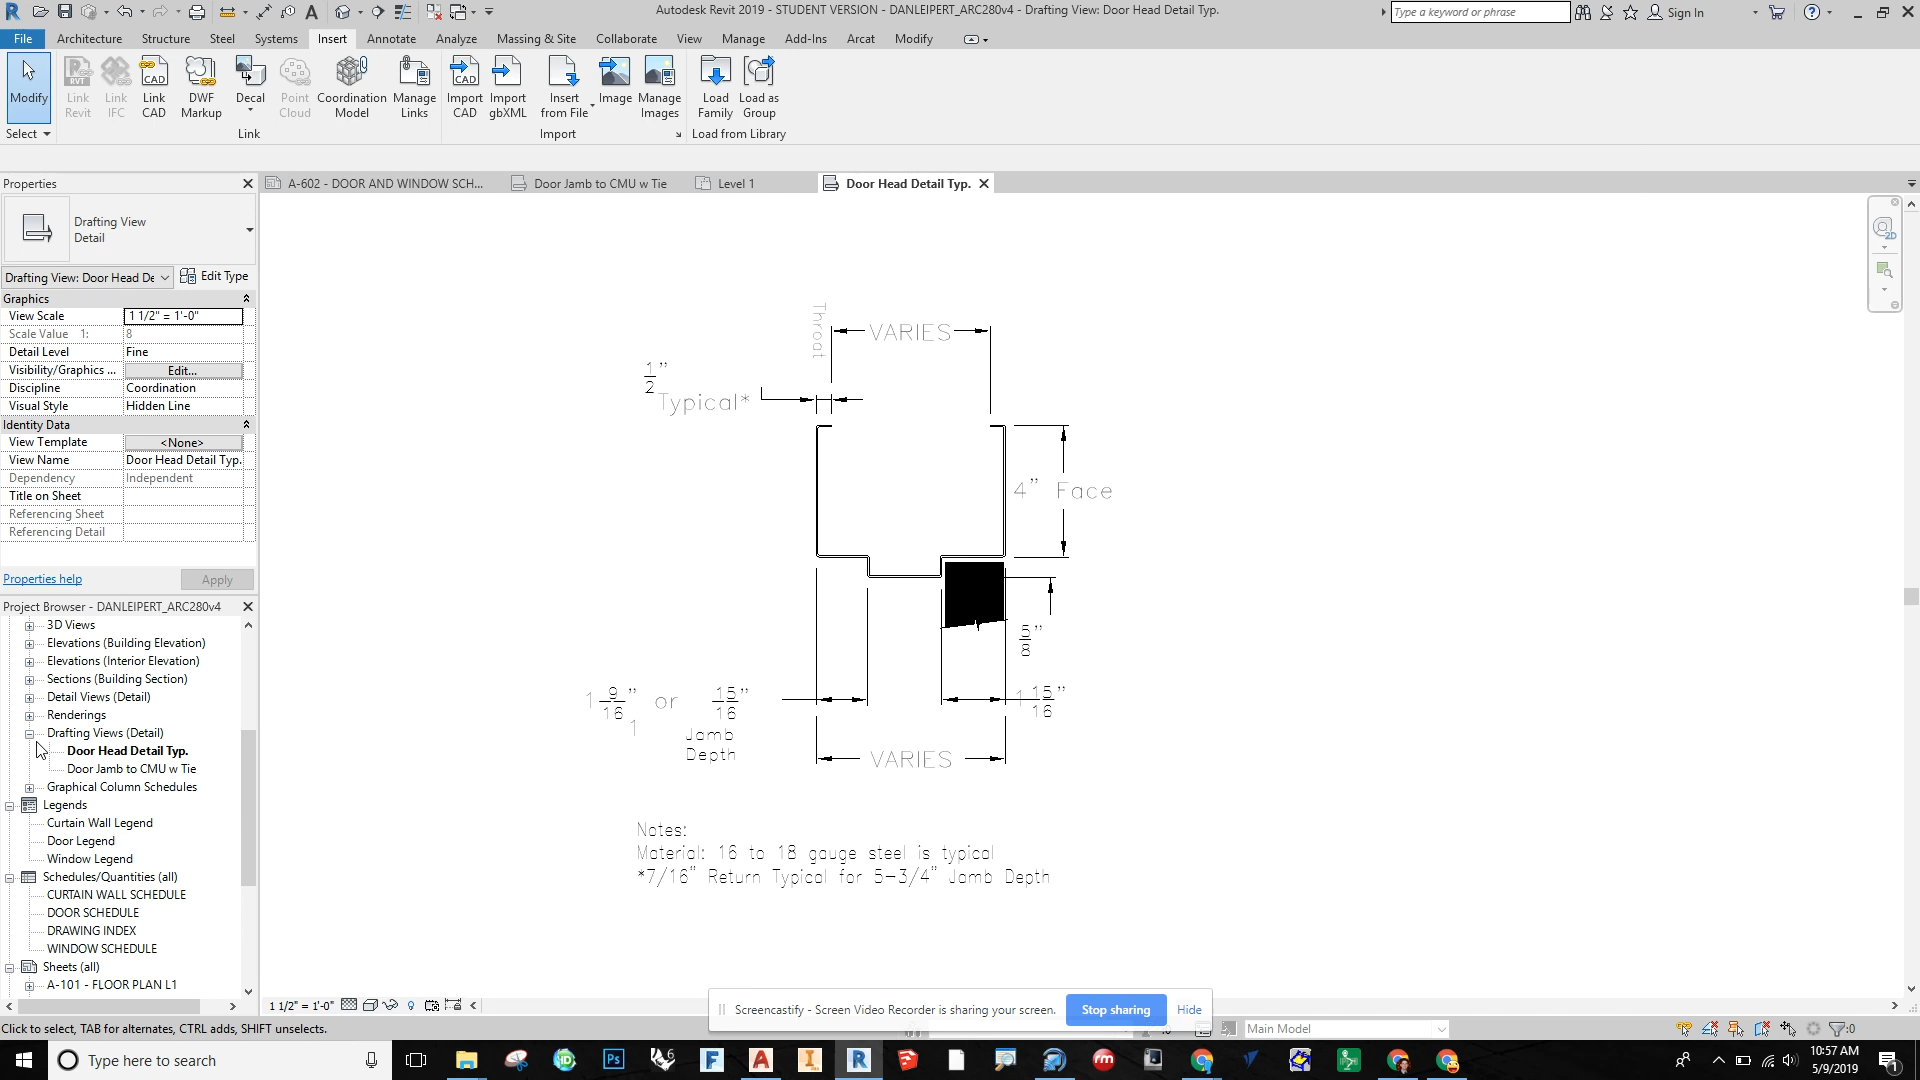 Autodesk Revit 2019 - STUDENT VERSION - DANLEIPERT_ARC280v4 - Drafting View: Door Head Detail Typ.
Type a keyword or phrase
Sign In
File Architecture Structure Steel Systems Insert Annotate Analyze Massing & Site Collaborate View Manage Add-Ins Arcat Modify
Modify
Link Revit
Link IFC
Link CAD
DWF Markup
Decal
Point Cloud
Coordination Model
Manage Links
Import CAD
Import gbXML
Insert from File
Image
Manage Images
Load Family
Load as Group
Select
Link
Import
Load from Library
Properties
A-602 - DOOR AND WINDOW SCH...
Door Jamb to CMU w Tie
Level 1
Door Head Detail Typ.
Drafting View
Detail
Drafting View: Door Head De
Edit Type
Graphics
View Scale 1 1/2" = 1'-0"
Scale Value 1: 8
Detail Level Fine
Visibility/Graphics ... Edit...
Discipline Coordination
Visual Style Hidden Line
Identity Data
View Template <None>
View Name Door Head Detail Typ.
Dependency Independent
Title on Sheet
Referencing Sheet
Referencing Detail
Properties help
Apply
Project Browser - DANLEIPERT_ARC280v4
3D Views
Elevations (Building Elevation)
Elevations (Interior Elevation)
Sections (Building Section)
Detail Views (Detail)
Renderings
Drafting Views (Detail)
Door Head Detail Typ.
Door Jamb to CMU w Tie
Graphical Column Schedules
Legends
Curtain Wall Legend
Door Legend
Window Legend
Schedules/Quantities (all)
CURTAIN WALL SCHEDULE
DOOR SCHEDULE
DRAWING INDEX
WINDOW SCHEDULE
Sheets (all)
A-101 - FLOOR PLAN L1
Throat
VARIES
1/2"
Typical*
4" Face
5/8"
1 9/16" or 15/16"
1
Jamb
Depth
1 15/16"
VARIES
Notes:
Material: 16 to 18 gauge steel is typical
*7/16" Return Typical for 5-3/4" Jamb Depth
1 1/2" = 1'-0"
Screencastify - Screen Video Recorder is sharing your screen.
Stop sharing
Hide
Click to select, TAB for alternates, CTRL adds, SHIFT unselects.
Main Model
:0
Type here to search
10:57 AM
5/9/2019